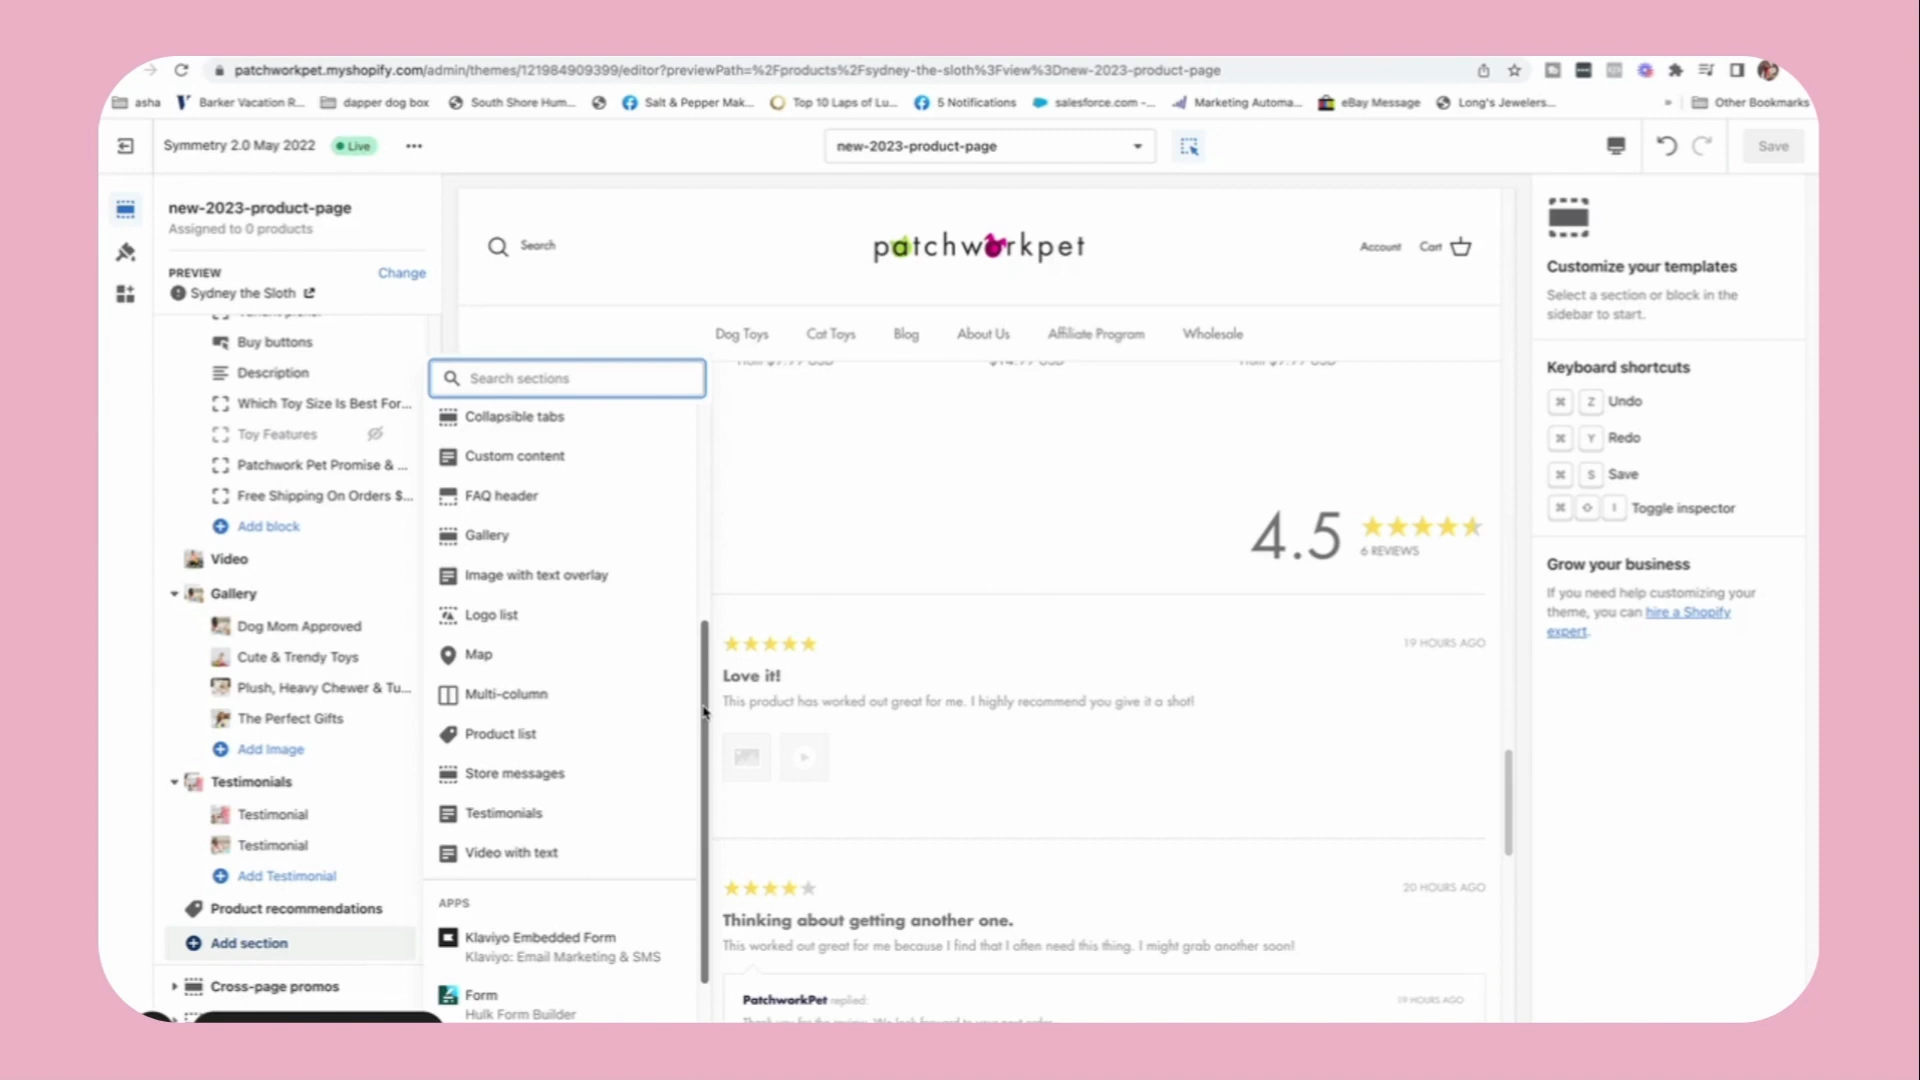 patchworkpet.myshopify.com/admin/themes/121984909399/editor?previewPath=%2Fproducts%2Fsydney-the-sloth%3Fview%3Dnew-2023-product-page
asha
Barker Vacation R...
dapper dog box
South Shore Hum...
Salt & Pepper Mak...
Top 10 Laps of Lu...
5 Notifications
salesforce.com -...
Marketing Automa...
eBay Message
Long's Jewelers...
»
Other Bookmarks
Symmetry 2.0 May 2022
Live
new-2023-product-page
Save
new-2023-product-page
Assigned to 0 products
PREVIEW
Change
Sydney the Sloth
Buy buttons
Description
Which Toy Size Is Best For...
Toy Features
Patchwork Pet Promise & ...
Free Shipping On Orders $...
Add block
Video
Gallery
Dog Mom Approved
Cute & Trendy Toys
Plush, Heavy Chewer & Tu...
The Perfect Gifts
Add Image
Testimonials
Testimonial
Testimonial
Add Testimonial
Product recommendations
Add section
Cross-page promos
Search sections
Collapsible tabs
Custom content
FAQ header
Gallery
Image with text overlay
Logo list
Map
Multi-column
Product list
Store messages
Testimonials
Video with text
APPS
Klaviyo Embedded Form
Klaviyo: Email Marketing & SMS
Form
Hulk Form Builder
Search
patchworkpet
Account
Cart
Dog Toys
Cat Toys
Blog
About Us
Affiliate Program
Wholesale
4.5
6 REVIEWS
19 HOURS AGO
Love it!
This product has worked out great for me. I highly recommend you give it a shot!
20 HOURS AGO
Thinking about getting another one.
This worked out great for me because I find that I often need this thing. I might grab another soon!
PatchworkPet replied:
19 HOURS AGO
Customize your templates
Select a section or block in the
sidebar to start.
Keyboard shortcuts
⌘ Z Undo
⌘ Y Redo
⌘ S Save
⌘ ⇧ I Toggle inspector
Grow your business
If you need help customizing your
theme, you can hire a Shopify
expert.